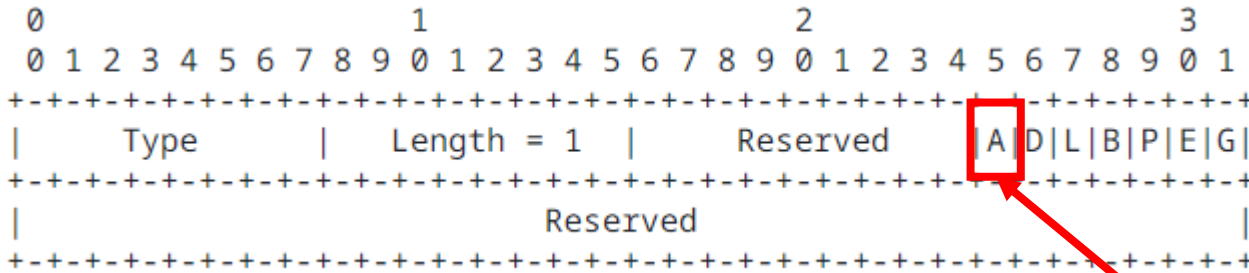 0                   1                   2                   3
0 1 2 3 4 5 6 7 8 9 0 1 2 3 4 5 6 7 8 9 0 1 2 3 4 5 6 7 8 9 0 1
+-+-+-+-+-+-+-+-+-+-+-+-+-+-+-+-+-+-+-+-+-+-+-+-+-+-+-+-+-+-+-+-+
|     Type      |   Length = 1  |     Reserved    |A|D|L|B|P|E|G|
+-+-+-+-+-+-+-+-+-+-+-+-+-+-+-+-+-+-+-+-+-+-+-+-+-+-+-+-+-+-+-+-+
|                           Reserved                            |
+-+-+-+-+-+-+-+-+-+-+-+-+-+-+-+-+-+-+-+-+-+-+-+-+-+-+-+-+-+-+-+-+